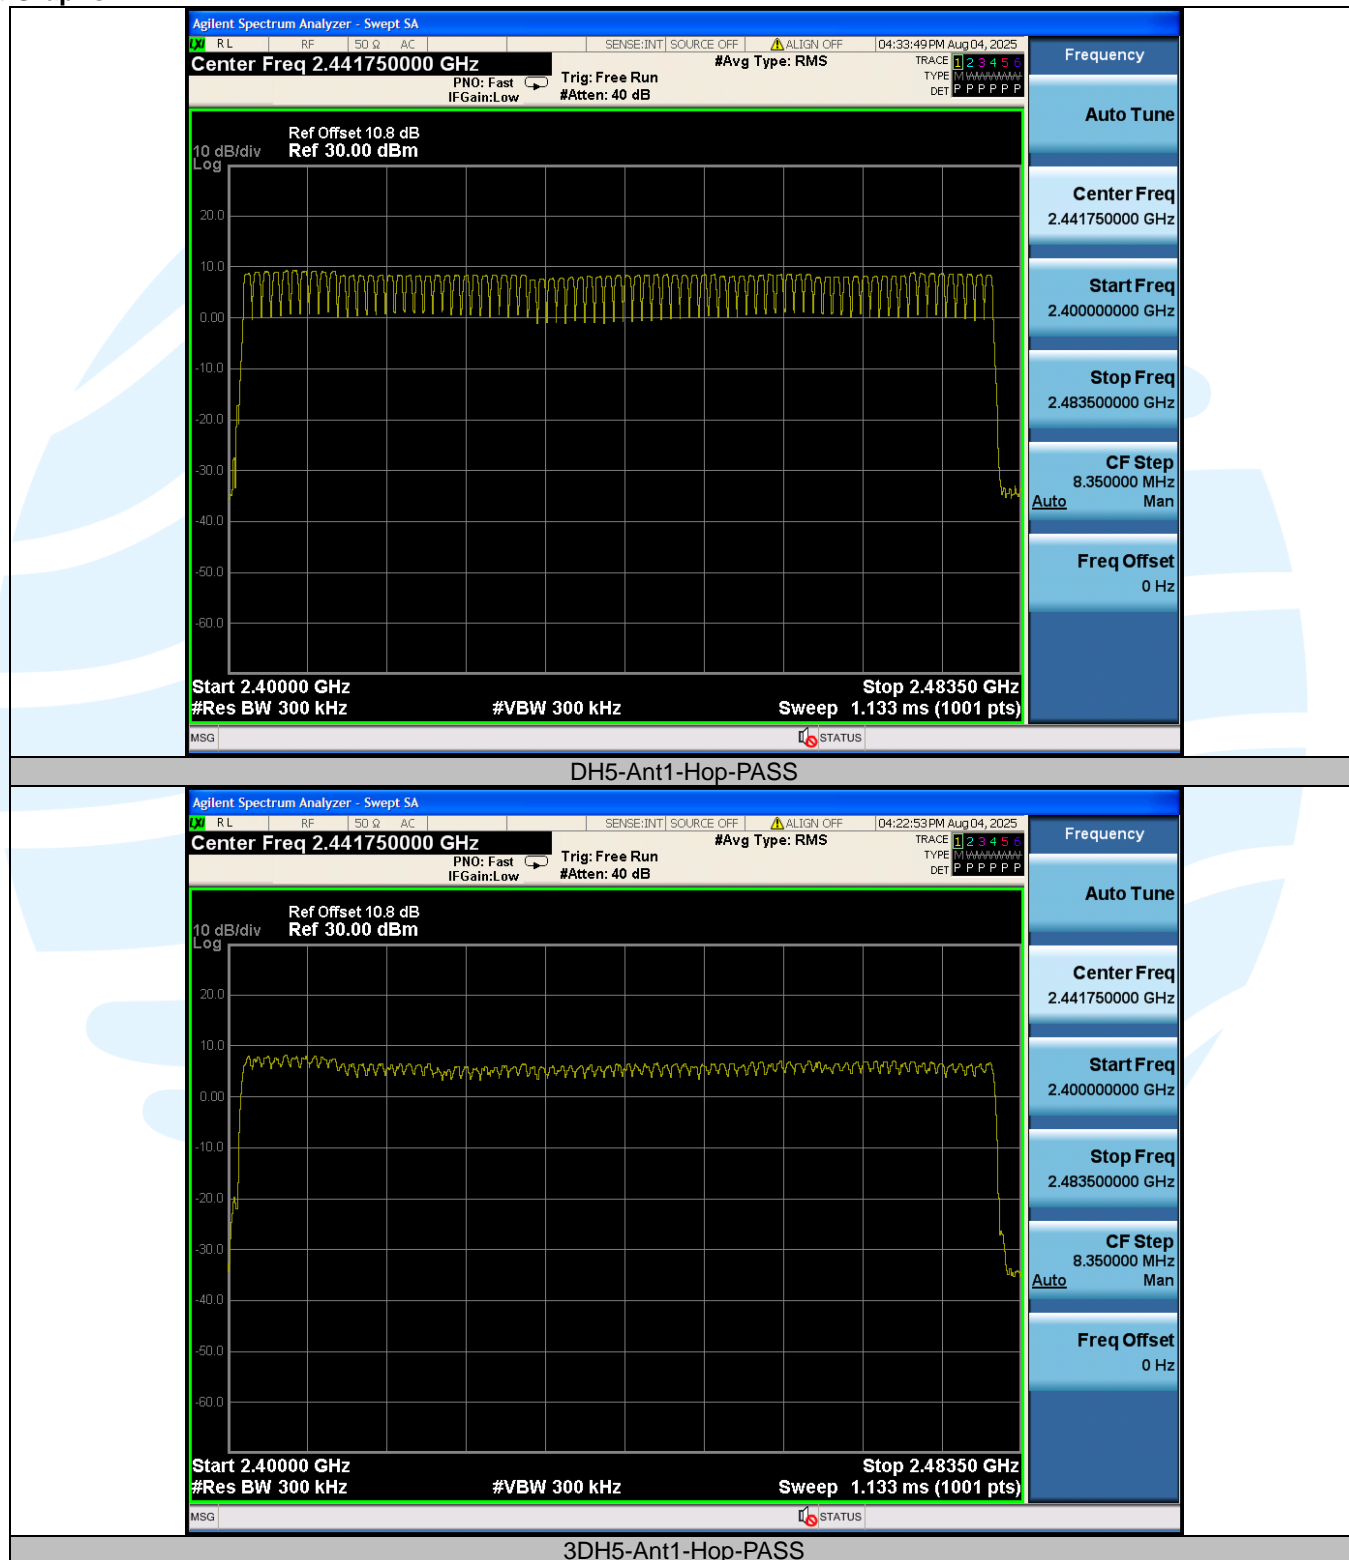 Agilent Spectrum Analyzer - Swept SA
LXI RL RF 50 Ω AC SENSE:INT SOURCE OFF ALIGN OFF 04:33:49 PM Aug 04, 2025
Center Freq 2.441750000 GHz #Avg Type: RMS TRACE 1 2 3 4 5 6
PNO: Fast Trig: Free Run TYPE M
IFGain:Low #Atten: 40 dB DET P P P P P P
Frequency
Auto Tune
Ref Offset 10.8 dB
10 dB/div Ref 30.00 dBm
Log
20.0
10.0
0.00
-10.0
-20.0
-30.0
-40.0
-50.0
-60.0
Center Freq
2.441750000 GHz
Start Freq
2.400000000 GHz
Stop Freq
2.483500000 GHz
CF Step
8.350000 MHz
Auto Man
Freq Offset
0 Hz
Start 2.40000 GHz Stop 2.48350 GHz
#Res BW 300 kHz #VBW 300 kHz Sweep 1.133 ms (1001 pts)
MSG STATUS
DH5-Ant1-Hop-PASS
Agilent Spectrum Analyzer - Swept SA
LXI RL RF 50 Ω AC SENSE:INT SOURCE OFF ALIGN OFF 04:22:53 PM Aug 04, 2025
Center Freq 2.441750000 GHz #Avg Type: RMS TRACE 1 2 3 4 5 6
PNO: Fast Trig: Free Run TYPE M
IFGain:Low #Atten: 40 dB DET P P P P P P
Frequency
Auto Tune
Ref Offset 10.8 dB
10 dB/div Ref 30.00 dBm
Log
20.0
10.0
0.00
-10.0
-20.0
-30.0
-40.0
-50.0
-60.0
Center Freq
2.441750000 GHz
Start Freq
2.400000000 GHz
Stop Freq
2.483500000 GHz
CF Step
8.350000 MHz
Auto Man
Freq Offset
0 Hz
Start 2.40000 GHz Stop 2.48350 GHz
#Res BW 300 kHz #VBW 300 kHz Sweep 1.133 ms (1001 pts)
MSG STATUS
3DH5-Ant1-Hop-PASS